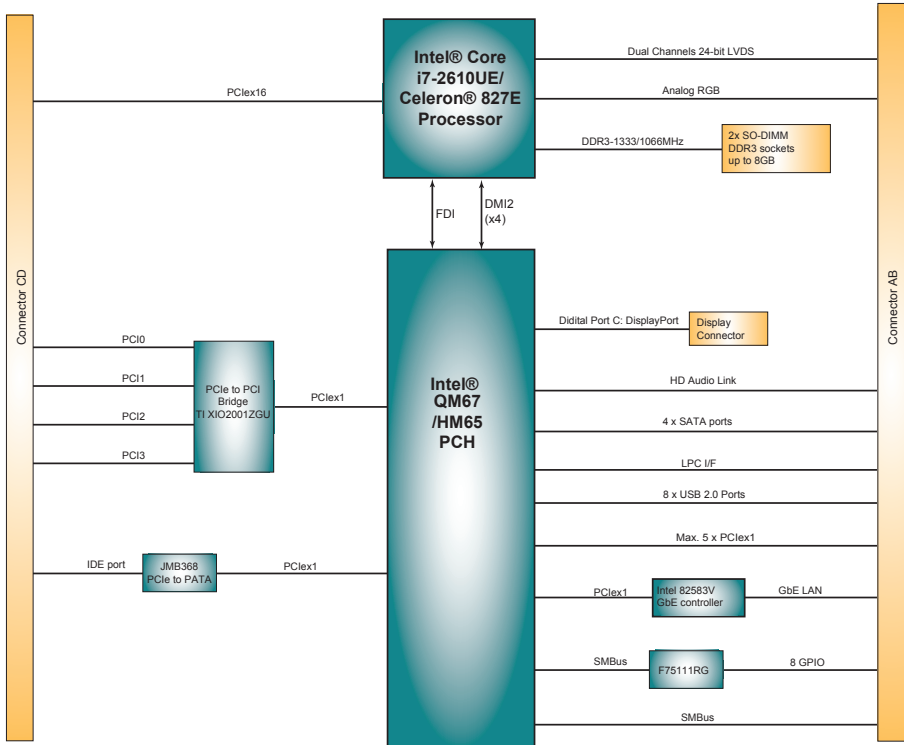 Intel® Core
i7-2610UE/
Celeron® 827E
Processor
Dual Channels 24-bit LVDS
PCIex16
Analog RGB
DDR3-1333/1066MHz
2x SO-DIMM
DDR3 sockets
up to 8GB
FDI
DMI2
(x4)
Connector CD
Connector AB
Didital Port C: DisplayPort
Display
Connector
PCI0
PCI1
PCI2
PCI3
PCIe to PCI
Bridge
TI XIO2001ZGU
PCIex1
Intel®
QM67
/HM65
PCH
HD Audio Link
4 x SATA ports
LPC I/F
8 x USB 2.0 Ports
Max. 5 x PCIex1
IDE port
JMB368
PCIe to PATA
PCIex1
PCIex1
Intel 82583V
GbE controller
GbE LAN
SMBus
F75111RG
8 GPIO
SMBus